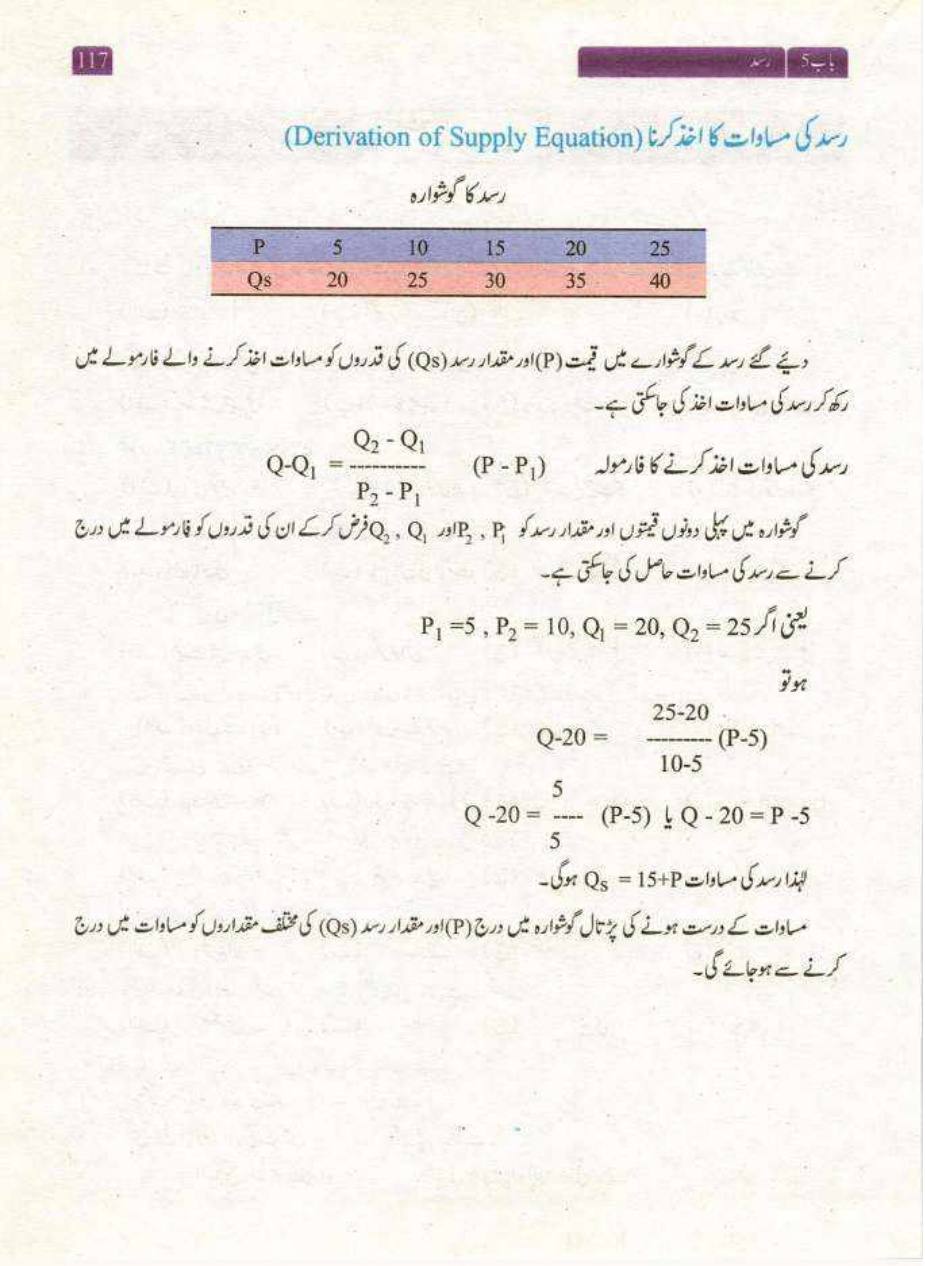 117
باب 5 رسد
رسد کی مساوات کا اخذ کرنا (Derivation of Supply Equation)
رسد کا گوشوارہ
P 5 10 15 20 25
Qs 20 25 30 35 40
دیئے گئے رسد کے گوشوارے میں قیمت (P) اور مقدار رسد (Qs) کی قدروں کو مساوات اخذ کرنے والے فارمولے میں
رکھ کر رسد کی مساوات اخذ کی جاسکتی ہے۔
رسد کی مساوات اخذ کرنے کا فارمولہ Q-Q₁ = (Q₂ - Q₁) / (P₂ - P₁) (P - P₁)
گوشوارہ میں پہلی دونوں قیمتوں اور مقدار رسد کو P₁ , P₂ اور Q₁ , Q₂ فرض کرکے ان کی قدروں کو فارمولے میں درج
کرنے سے رسد کی مساوات حاصل کی جاسکتی ہے۔
یعنی اگر P₁ =5 , P₂ = 10, Q₁ = 20, Q₂ = 25
ہوتو
Q-20 = (25-20) / (10-5) (P-5)
Q -20 = 5 / 5 (P-5) یا Q - 20 = P -5
لہٰذا رسد کی مساوات Qs = 15+P ہوگی۔
مساوات کے درست ہونے کی پڑتال گوشوارہ میں درج (P) اور مقدار رسد (Qs) کی مختلف مقداروں کو مساوات میں درج
کرنے سے ہوجائے گی۔